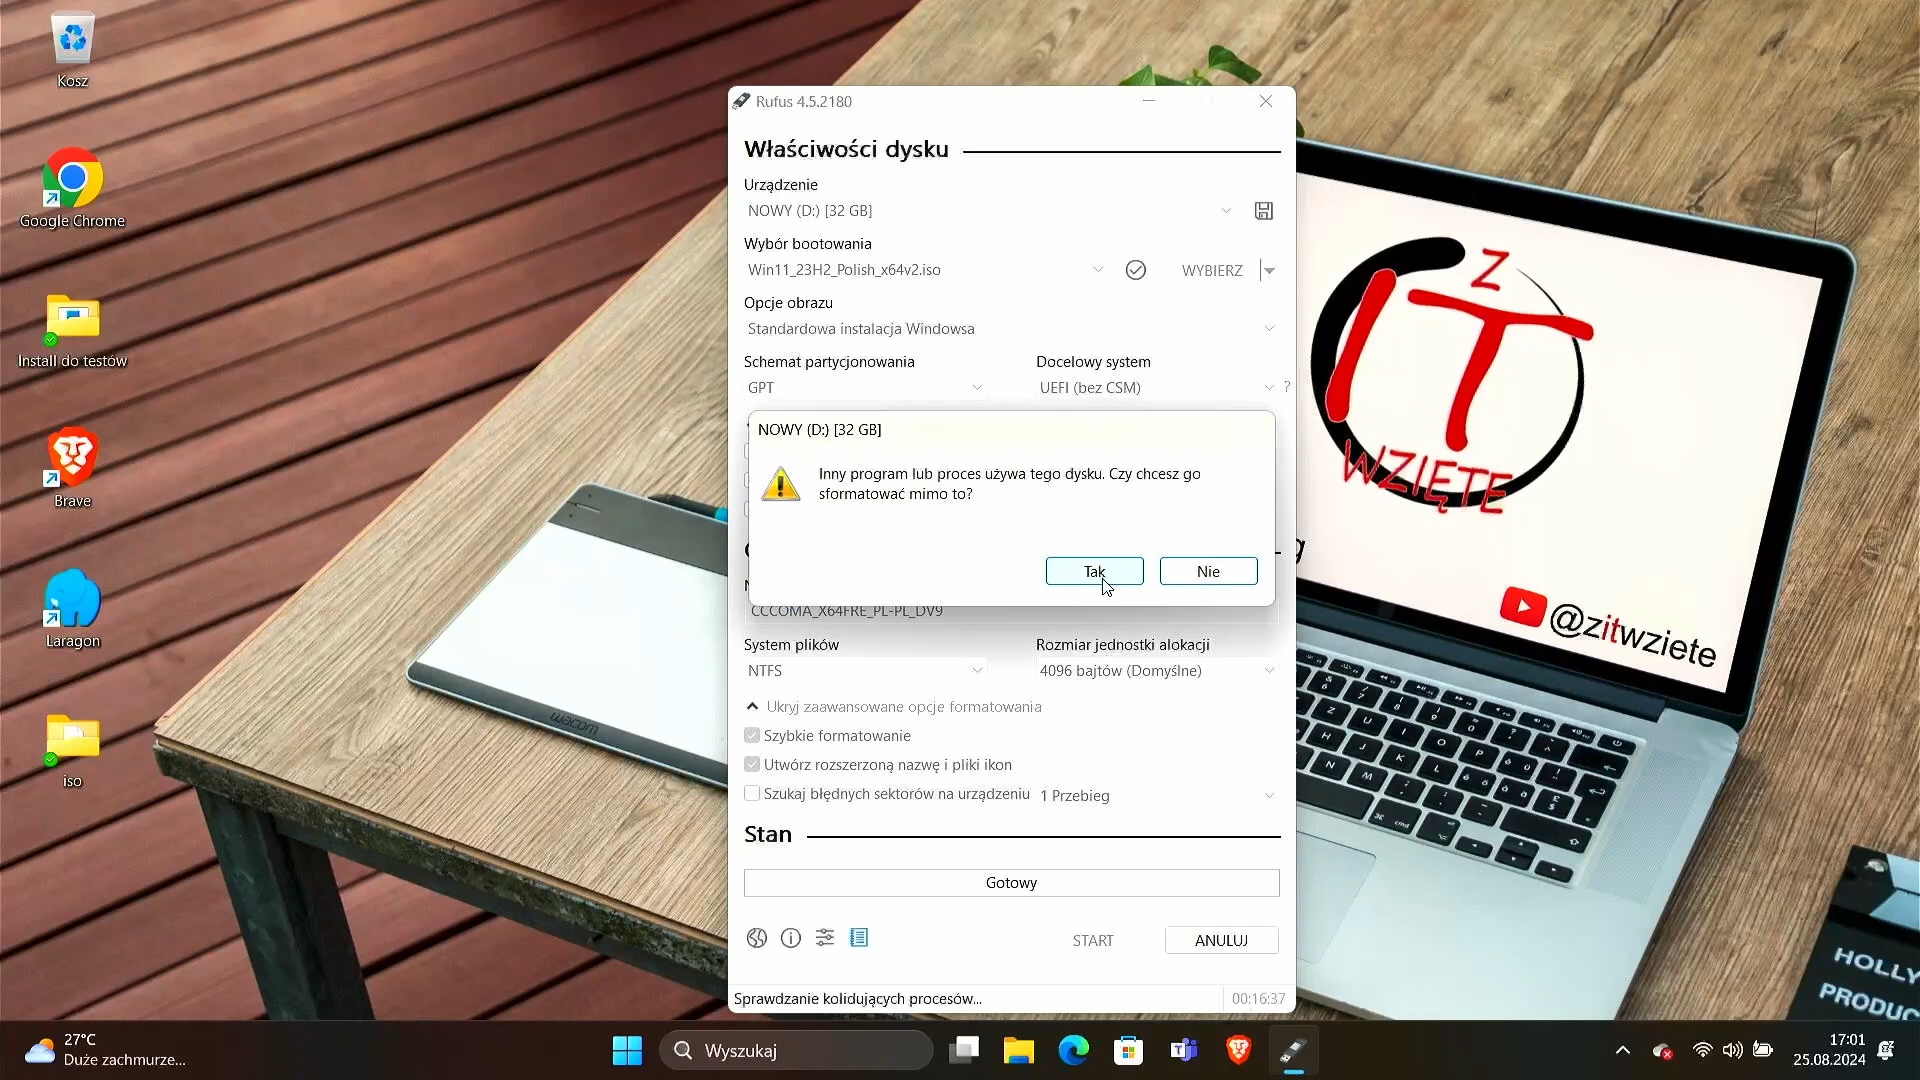 Kosz
Google Chrome
Install do testów
Brave
Laragon
iso
Rufus 4.5.2180
Właściwości dysku
Urządzenie
NOWY (D:) [32 GB]
Wybór bootowania
Win11_23H2_Polish_x64v2.iso
WYBIERZ
Opcje obrazu
Standardowa instalacja Windowsa
Schemat partycjonowania
Docelowy system
GPT
UEFI (bez CSM)
?
NOWY (D:) [32 GB]
Inny program lub proces używa tego dysku. Czy chcesz go
sformatować mimo to?
Tak
Nie
CCCOMA_X64FRE_PL-PL_DV9
System plików
Rozmiar jednostki alokacji
NTFS
4096 bajtów (Domyślne)
Ukryj zaawansowane opcje formatowania
Szybkie formatowanie
Utwórz rozszerzoną nazwę i pliki ikon
Szukaj błędnych sektorów na urządzeniu
1 Przebieg
Stan
Gotowy
START
ANULUJ
Sprawdzanie kolidujących procesów...
00:16:37
Z
IT
WZIĘTE
@zitwziete
wacom
HOLLY
PRODUC
27°C
Duże zachmurze...
Wyszukaj
17:01
25.08.2024